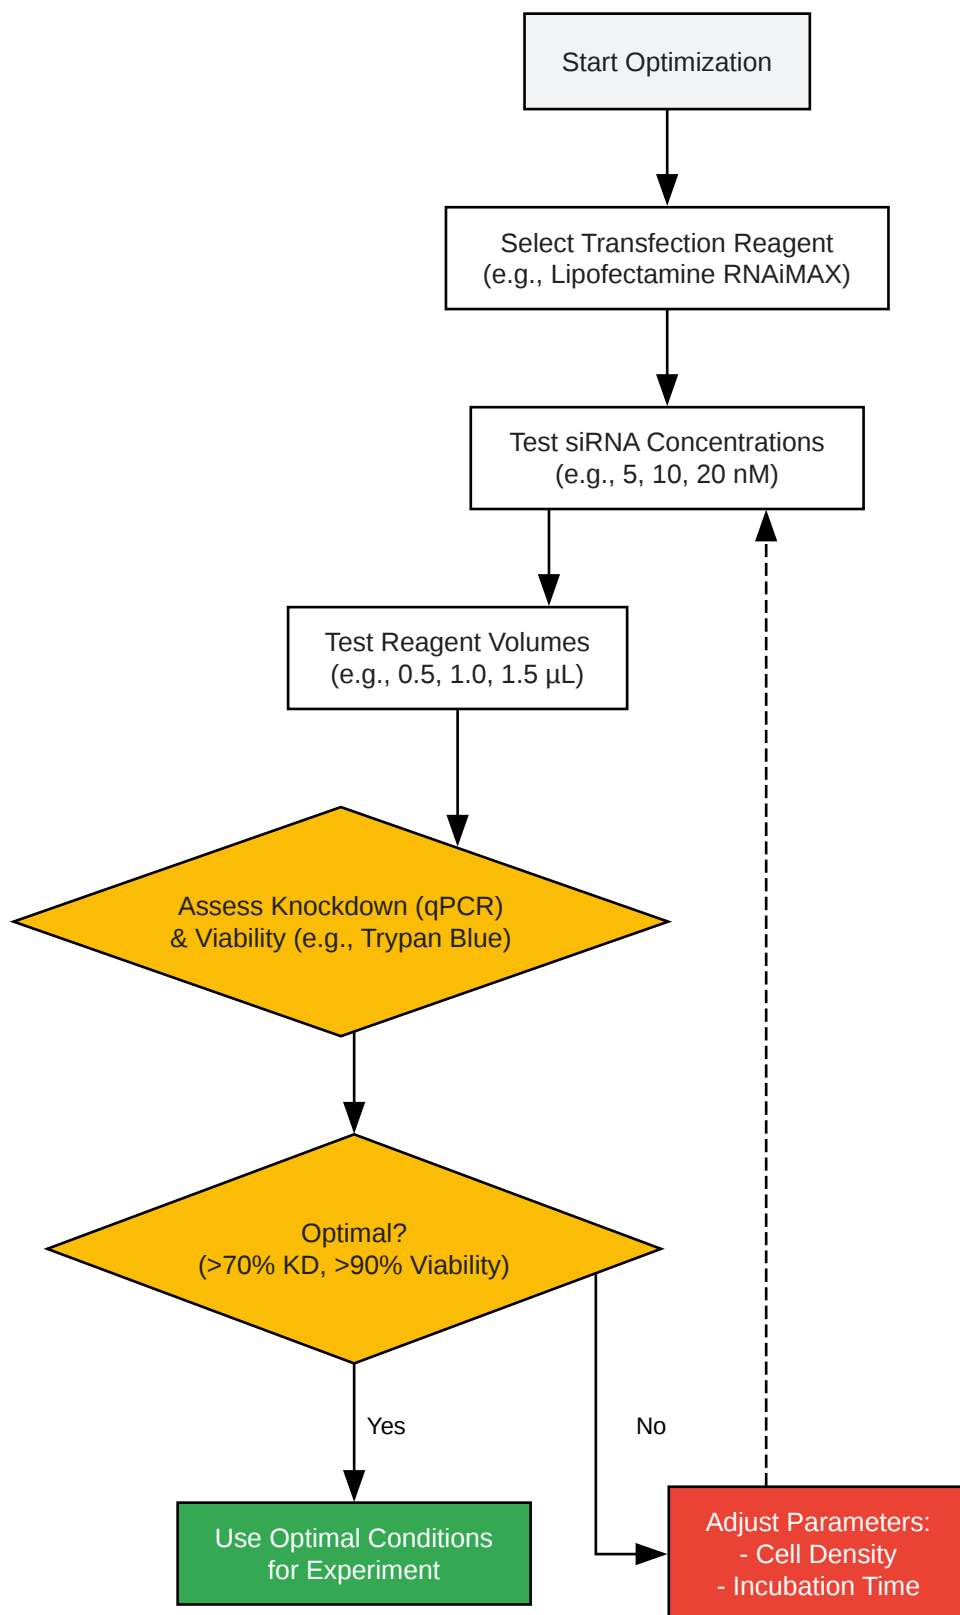 Start Optimization
Select Transfection Reagent
(e.g., Lipofectamine RNAiMAX)
Test siRNA Concentrations
(e.g., 5, 10, 20 nM)
Test Reagent Volumes
(e.g., 0.5, 1.0, 1.5 µL)
Assess Knockdown (qPCR)
& Viability (e.g., Trypan Blue)
Optimal?
(>70% KD, >90% Viability)
Yes
No
Use Optimal Conditions
for Experiment
Adjust Parameters:
- Cell Density
- Incubation Time